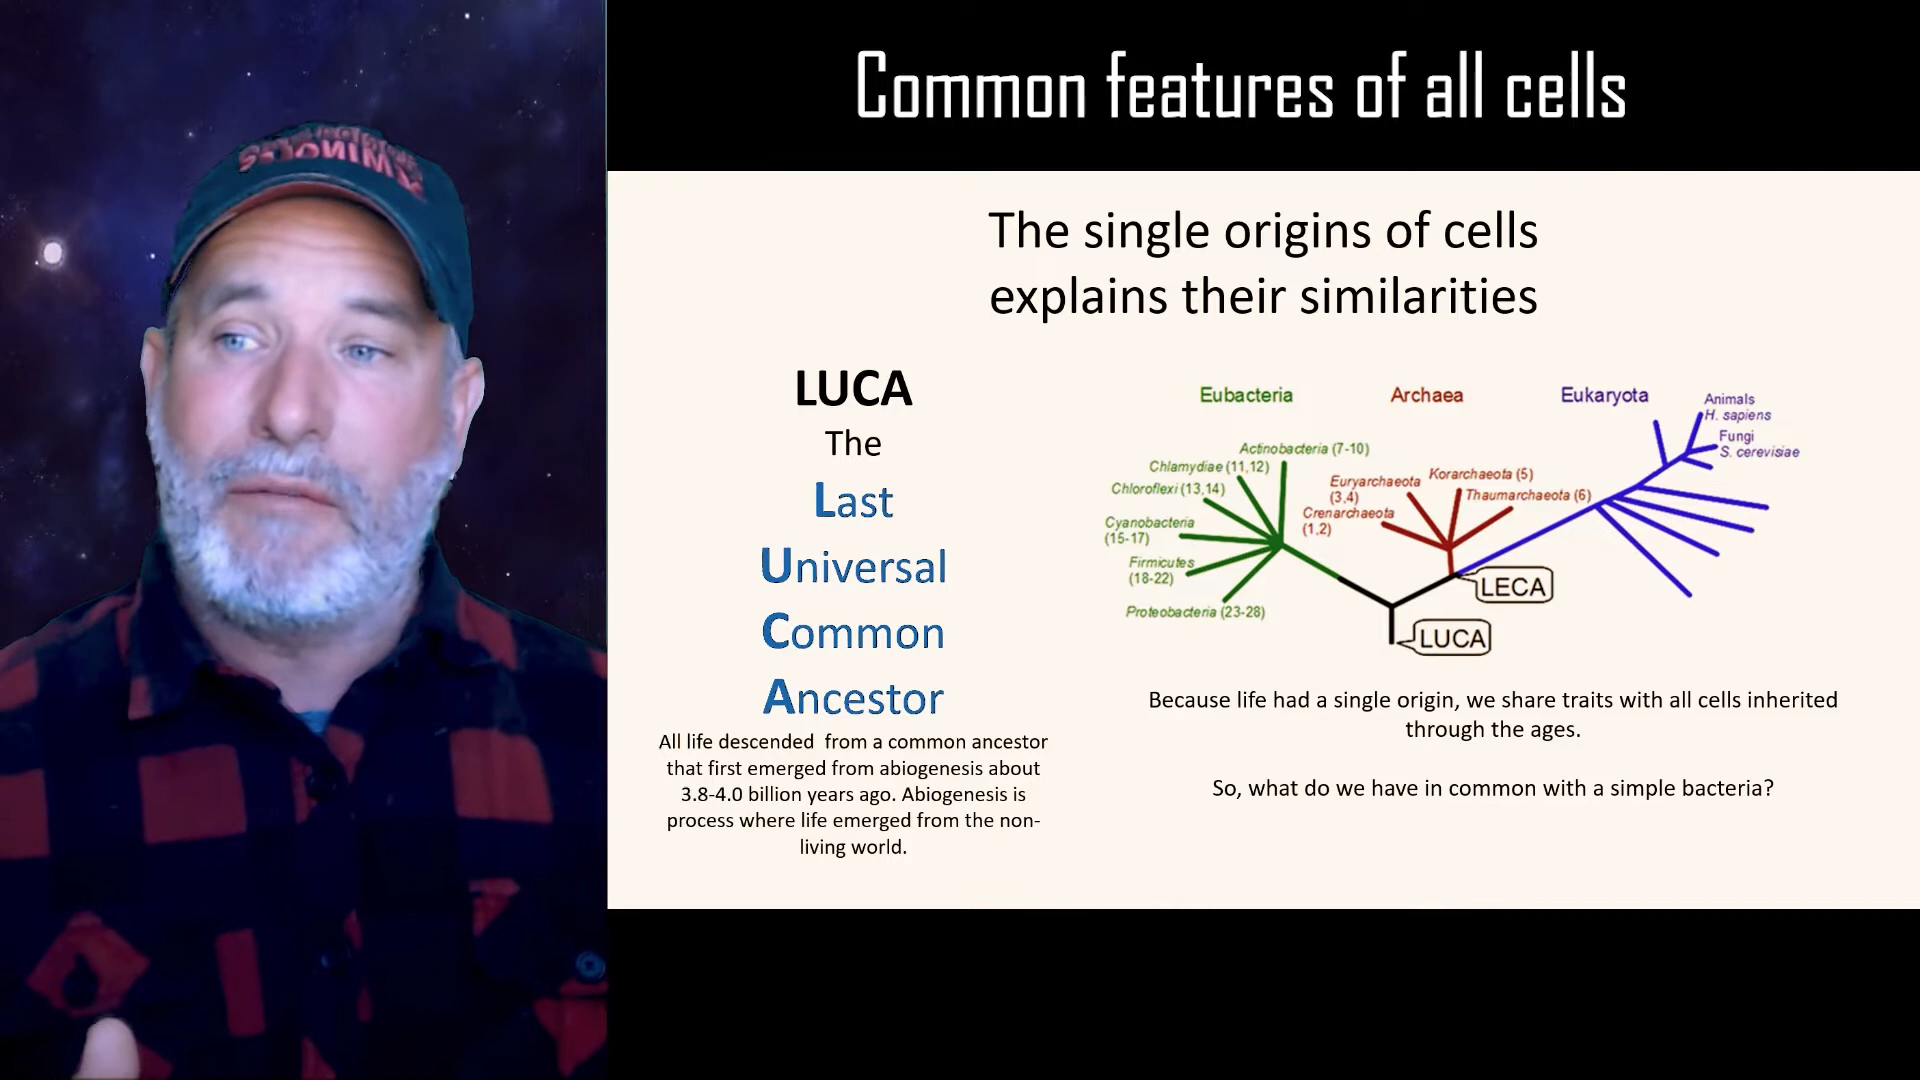 Common features of all cells
The single origins of cells
explains their similarities
LUCA
The
Last
Universal
Common
Ancestor
All life descended  from a common ancestor
that first emerged from abiogenesis about
3.8-4.0 billion years ago. Abiogenesis is
process where life emerged from the non-
living world.
Eubacteria
Archaea
Eukaryota
Animals
H. sapiens
Fungi
S. cerevisiae
Actinobacteria (7-10)
Chlamydiae (11,12)
Chloroflexi (13,14)
Cyanobacteria
(15-17)
Firmicutes
(18-22)
Proteobacteria (23-28)
Euryarchaeota
(3,4)
Korarchaeota (5)
Thaumarchaeota (6)
Crenarchaeota
(1,2)
LECA
LUCA
Because life had a single origin, we share traits with all cells inherited
through the ages.
So, what do we have in common with a simple bacteria?